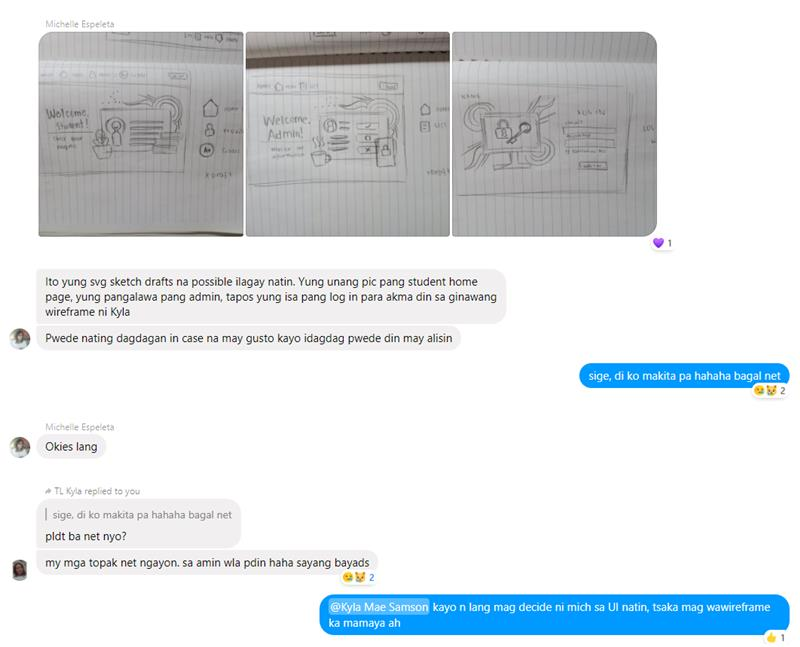 Michelle Espeleta
Welcome,
Student!
Welcome,
Admin!
1
Ito yung svg sketch drafts na possible ilagay natin. Yung unang pic pang student home
page, yung pangalawa pang admin, tapos yung isa pang log in para akma din sa ginawang
wireframe ni Kyla
Pwede nating dagdagan in case na may gusto kayo idagdag pwede din may alisin
sige, di ko makita pa hahaha bagal net
2
Michelle Espeleta
Okies lang
TL Kyla replied to you
sige, di ko makita pa hahaha bagal net
pldt ba net nyo?
my mga topak net ngayon. sa amin wla pdin haha sayang bayads
2
@Kyla Mae Samson kayo n lang mag decide ni mich sa UI natin, tsaka mag wawireframe
ka mamaya ah
1